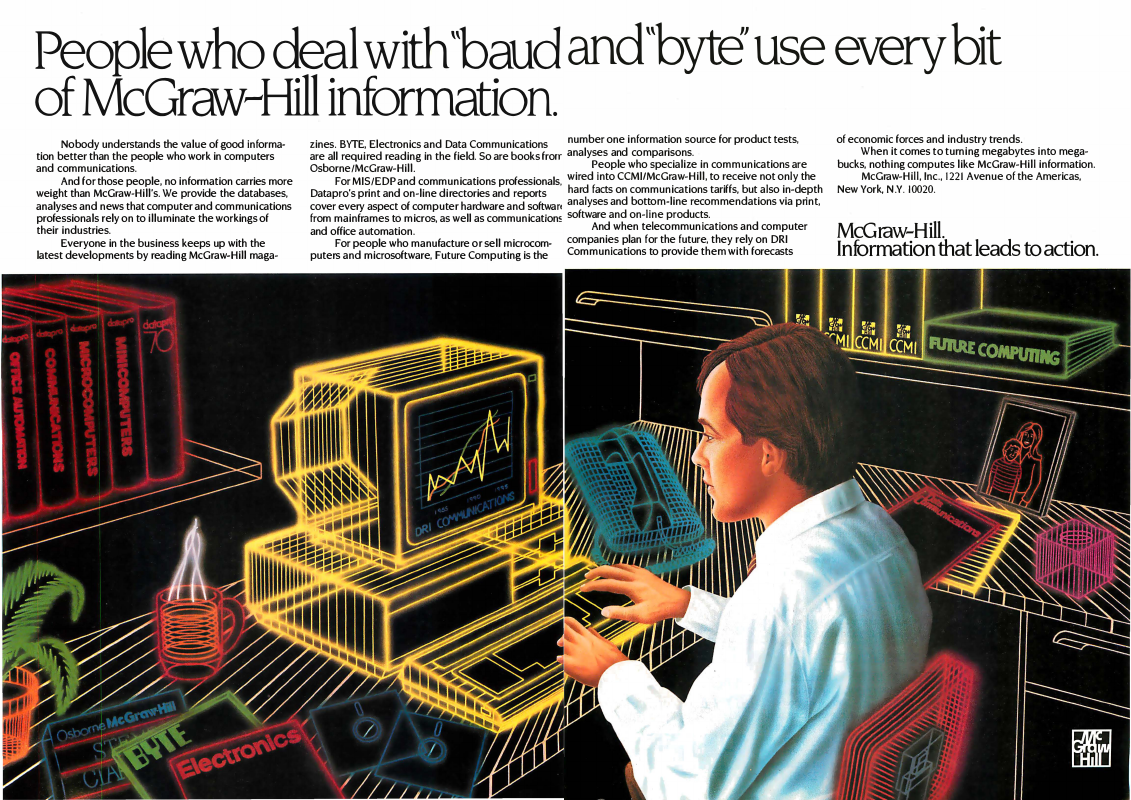 People who deal with “baud and “byte” use every bit
of McGraw-Hill information.
Nobody understands the value of good informa-
tion better than the people who work in computers
and communications.
And for those people, no information carries more
weight than McGraw-Hill's. We provide the databases,
analyses and news that computer and communications
professionals rely on to illuminate the workings of
their industries.
Everyone in the business keeps up with the
latest developments by reading McGraw-Hill maga-
zines. BYTE, Electronics and Data Communications
are all required reading in the field. So are books from
Osborne/McGraw-Hill.
For MIS/EDP and communications professionals,
Datapro's print and on-line directories and reports
cover every aspect of computer hardware and software
from mainframes to micros, as well as communications
and office automation.
For people who manufacture or sell microcom-
puters and microsoftware, Future Computing is the
number one information source for product tests,
analyses and comparisons.
People who specialize in communications are
wired into CCMI/McGraw-Hill, to receive not only the
hard facts on communications tariffs, but also in-depth
analyses and bottom-line recommendations via print,
software and on-line products.
And when telecommunications and computer
companies plan for the future, they rely on DRI
Communications to provide them with forecasts
of economic forces and industry trends.
When it comes to turning megabytes into mega-
bucks, nothing computes like McGraw-Hill information.
McGraw-Hill, Inc., 1221 Avenue of the Americas,
New York, N.Y. 10020.
McGraw-Hill.
Information that leads to action.
datapro
OFFICE AUTOMATION
datapro
COMMUNICATIONS
datapro
MICROCOMPUTERS
datapro
MINICOMPUTERS
datapro
70
1985 1990 1995
DRI COMMUNICATIONS
CCMI
CCMI
CCMI
CCMI
FUTURE COMPUTING
Communications
Osborne McGraw-Hill
BYTE
Electronics
Mc
Graw
Hill